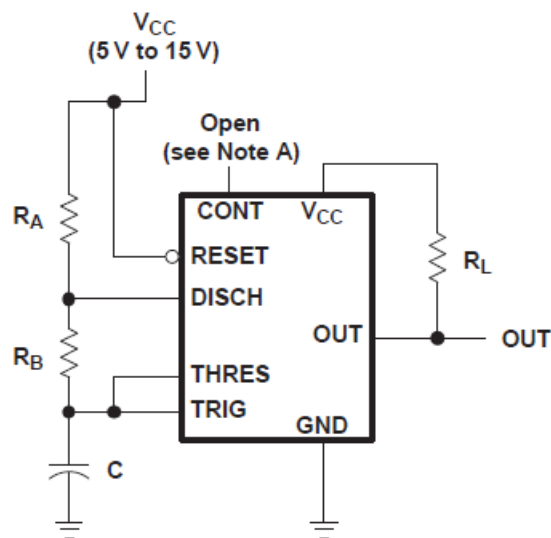 VCC
(5 V to 15 V)
Open
(see Note A)
CONT
VCC
RA
RESET
RL
DISCH
OUT
OUT
RB
THRES
TRIG
GND
C